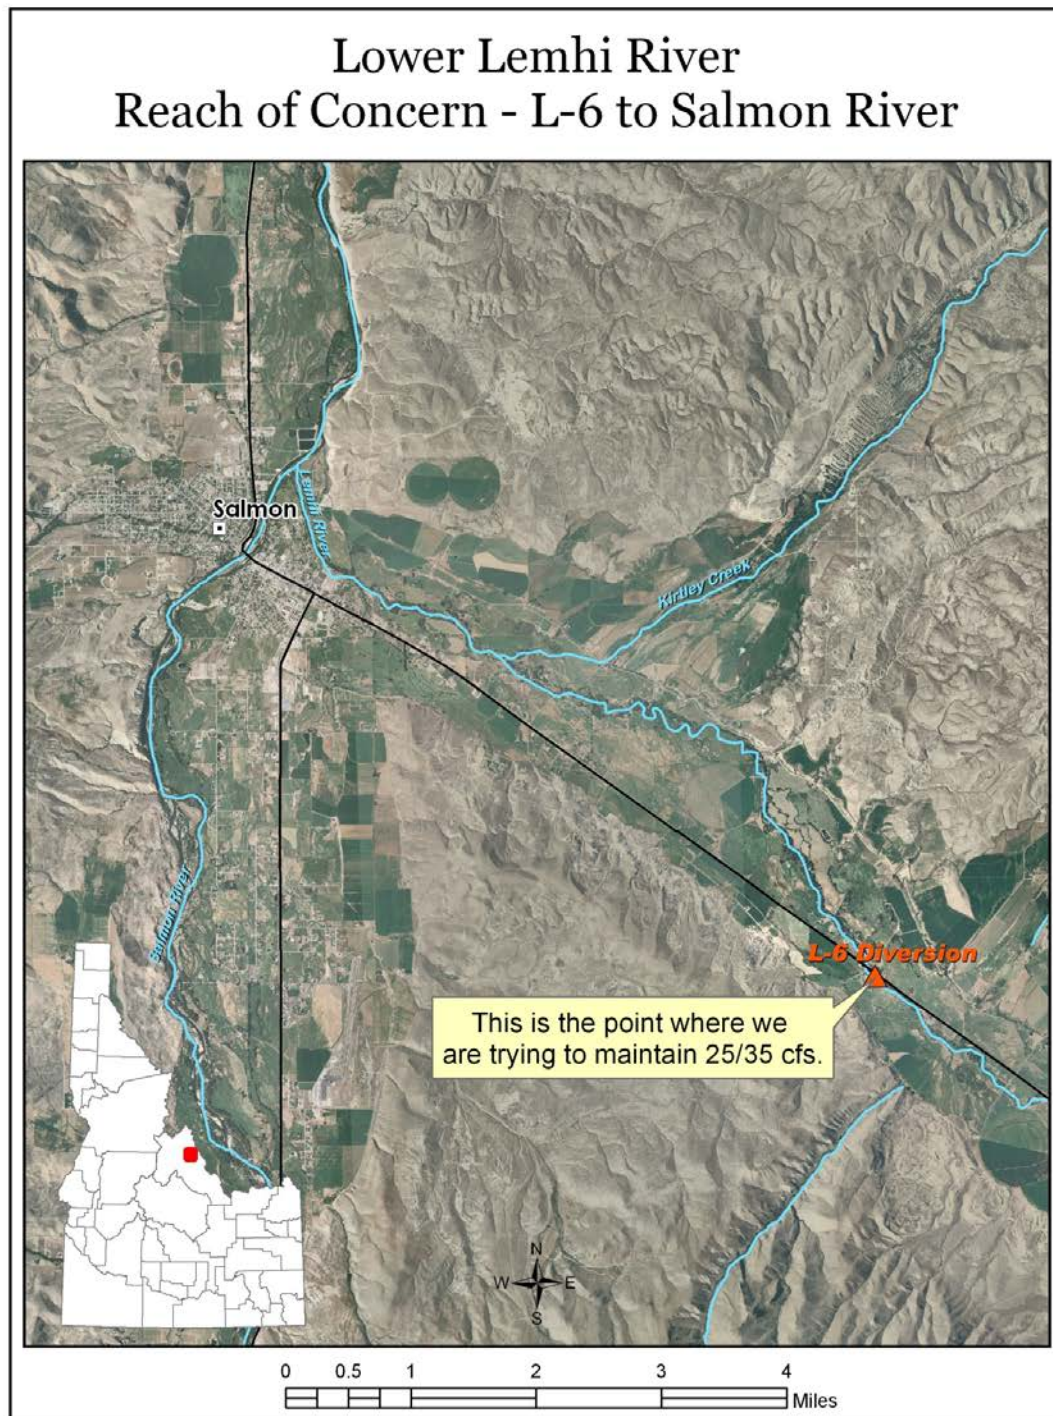 Lower Lemhi River
Reach of Concern - L-6 to Salmon River
Salmon
Lemhi River
Kirtley Creek
Salmon River
L-6 Diversion
This is the point where we
are trying to maintain 25/35 cfs.
N
W E
S
0 0.5 1 2 3 4
Miles